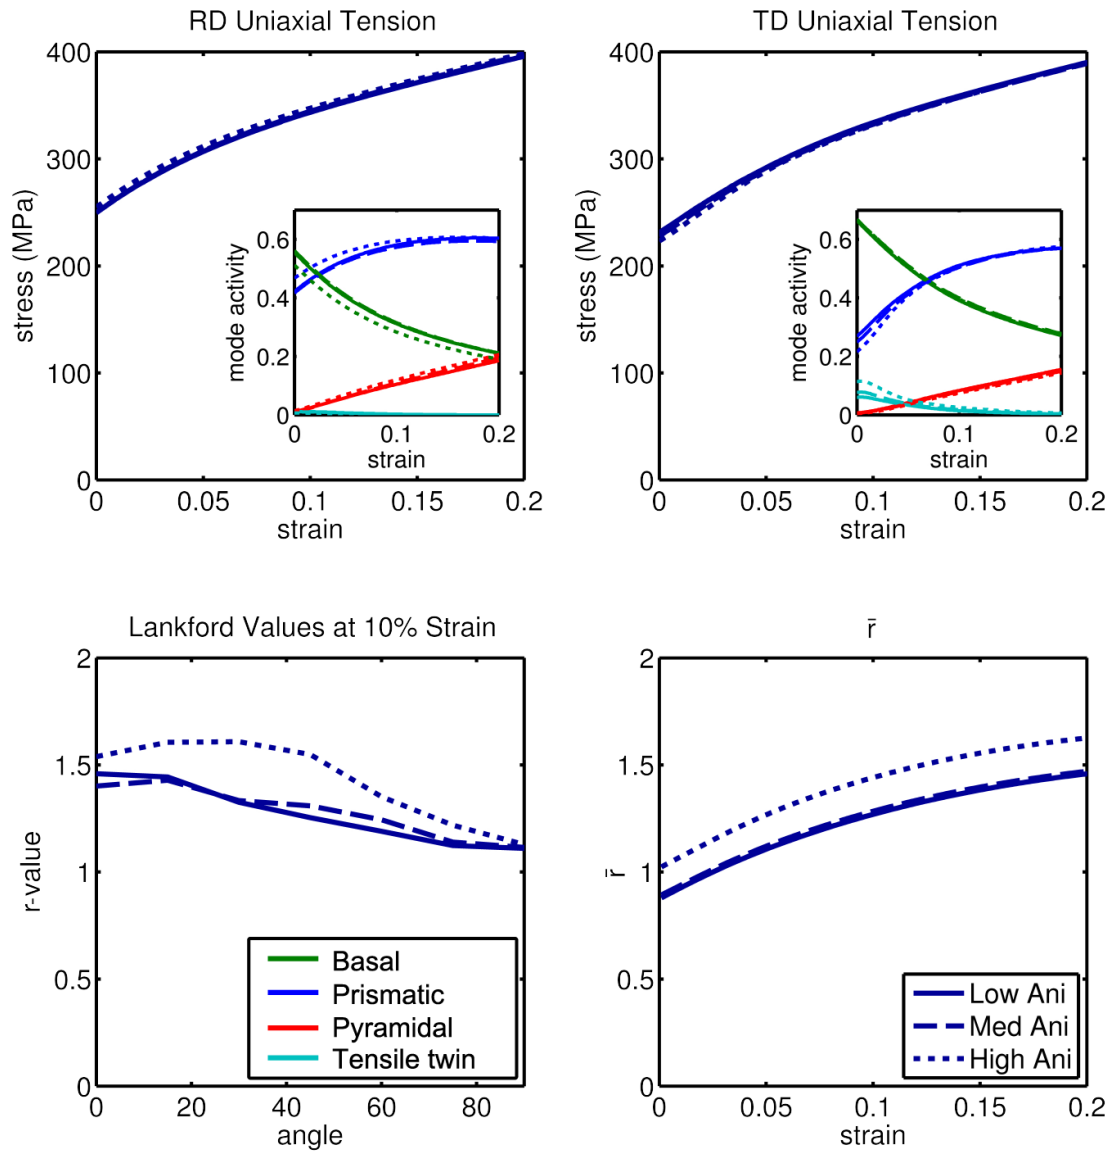 RD Uniaxial Tension
400
300
200
100
0
stress (MPa)
0 0.05 0.1 0.15 0.2
strain
0.6
0.4
0.2
0
mode activity
0 0.1 0.2
strain
TD Uniaxial Tension
400
300
200
100
0
stress (MPa)
0 0.05 0.1 0.15 0.2
strain
0.6
0.4
0.2
0
mode activity
0 0.1 0.2
strain
Lankford Values at 10% Strain
2
1.5
1
0.5
0
r-value
0 20 40 60 80
angle
Basal
Prismatic
Pyramidal
Tensile twin
r̄
2
1.5
1
0.5
0
r̄
0 0.05 0.1 0.15 0.2
strain
Low Ani
Med Ani
High Ani